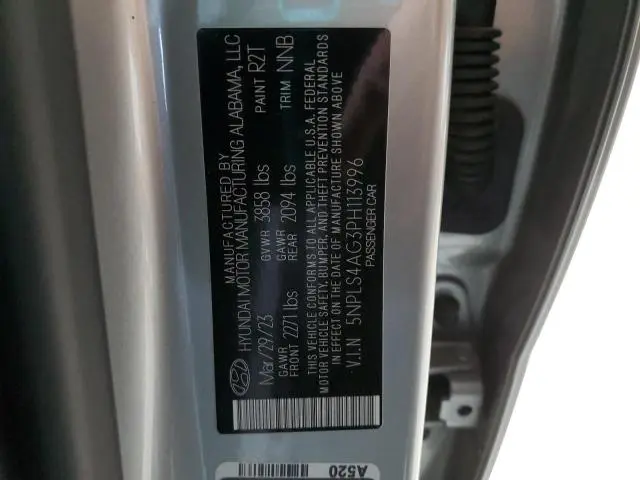 MANUFACTURED BY
HYUNDAI MOTOR MANUFACTURING ALABAMA, LLC
Mar/29/23 GVWR 3858 lbs PAINT R2T
GAWR FRONT 2271 lbs GAWR REAR 2094 lbs TRIM NNB
THIS VEHICLE CONFORMS TO ALL APPLICABLE U.S.A. FEDERAL
MOTOR VEHICLE SAFETY, BUMPER, AND THEFT PREVENTION STANDARDS
IN EFFECT ON THE DATE OF MANUFACTURE SHOWN ABOVE
V.I.N 5NPLS4AG3PH113996
PASSENGER CAR
A520